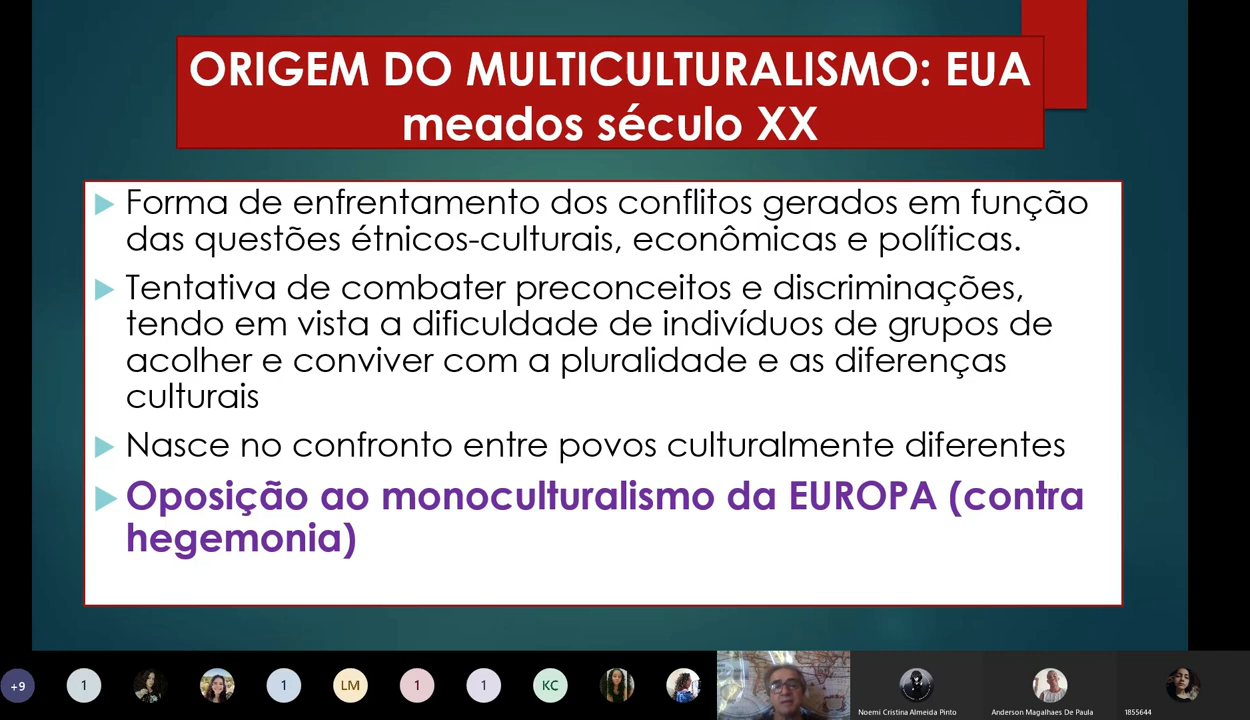 ORIGEM DO MULTICULTURALISMO: EUA
meados século XX
Forma de enfrentamento dos conflitos gerados em função
das questões étnicos-culturais, econômicas e políticas.
Tentativa de combater preconceitos e discriminações,
tendo em vista a dificuldade de indivíduos de grupos de
acolher e conviver com a pluralidade e as diferenças
culturais
Nasce no confronto entre povos culturalmente diferentes
Oposição ao monoculturalismo da EUROPA (contra
hegemonia)
+9 1 1 LM 1 1 KC
Noemi Cristina Almeida Pinto Anderson Magalhaes De Paula 1855644